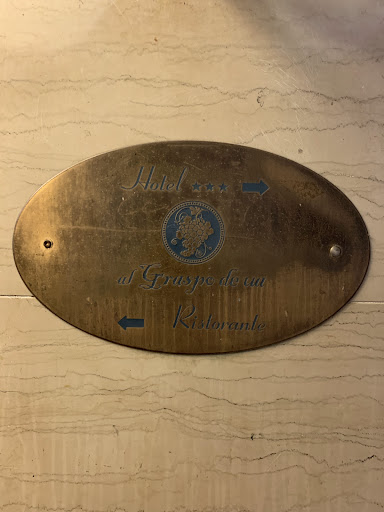 Hotel ★★★ →
al Graspo de ua
← Ristorante